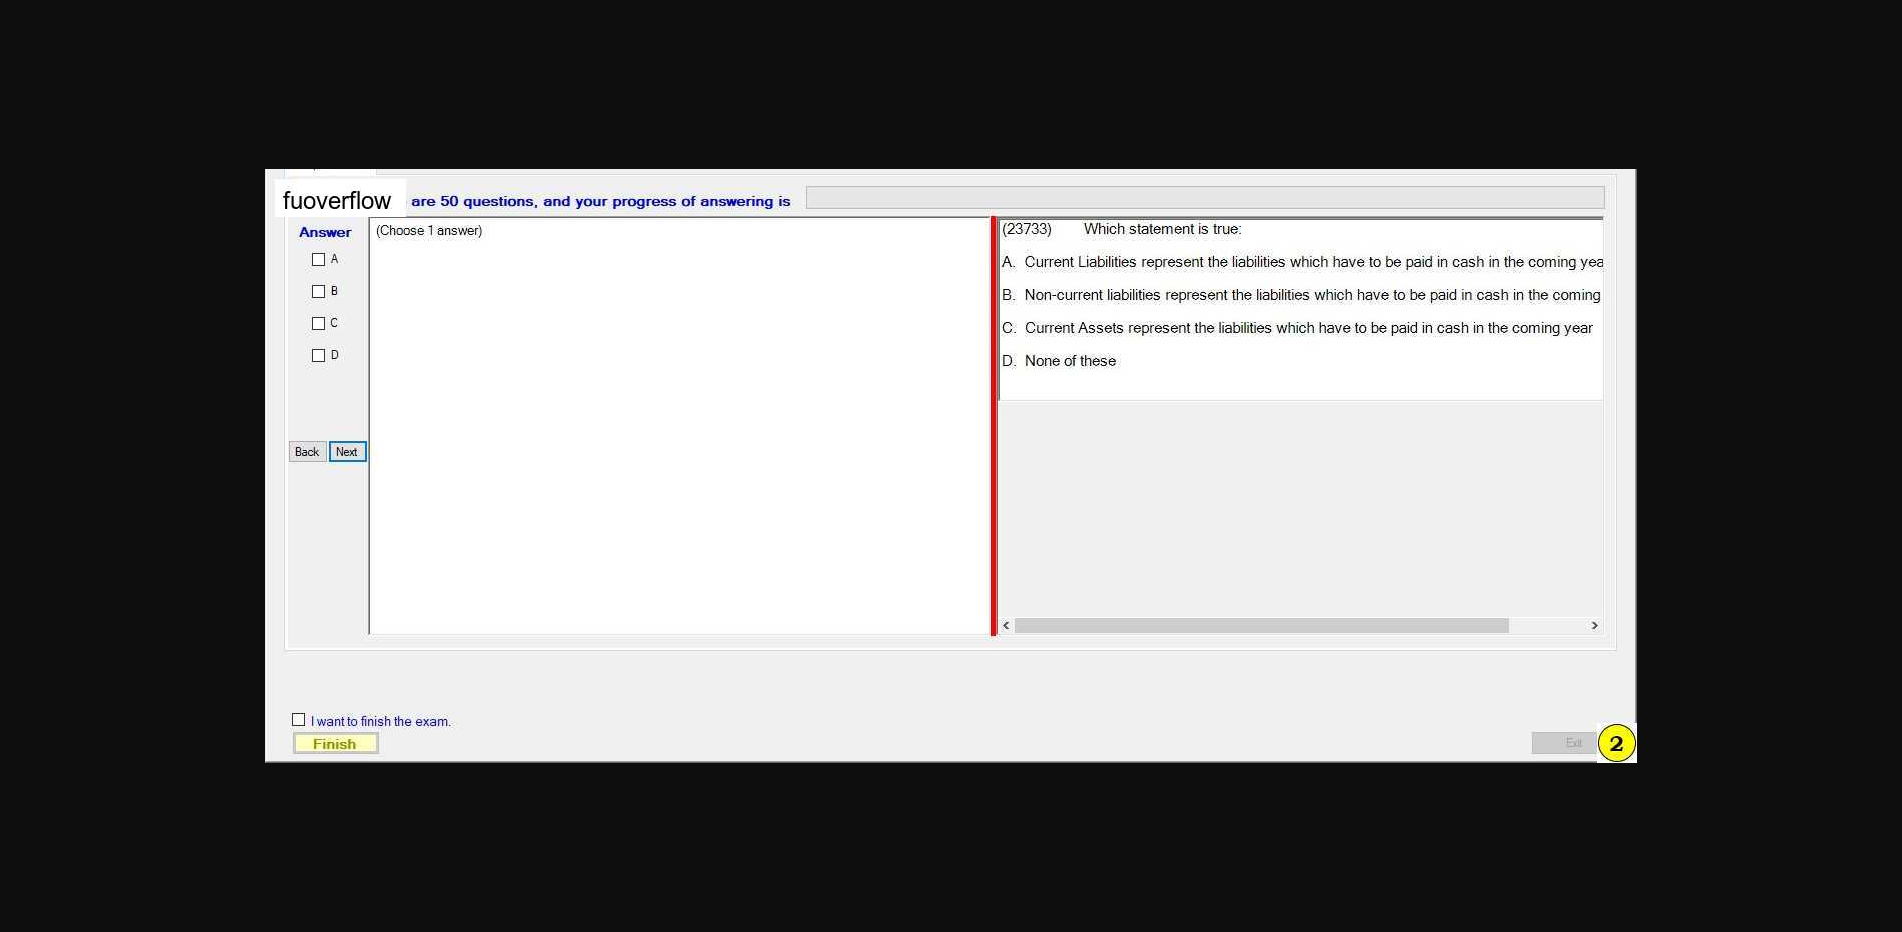 fuoverflow are 50 questions, and your progress of answering is
Answer
A
B
C
D
Back Next
(Choose 1 answer)
(23733) Which statement is true:
A. Current Liabilities represent the liabilities which have to be paid in cash in the coming yea
B. Non-current liabilities represent the liabilities which have to be paid in cash in the coming
C. Current Assets represent the liabilities which have to be paid in cash in the coming year
D. None of these
I want to finish the exam.
Finish
Exit
2